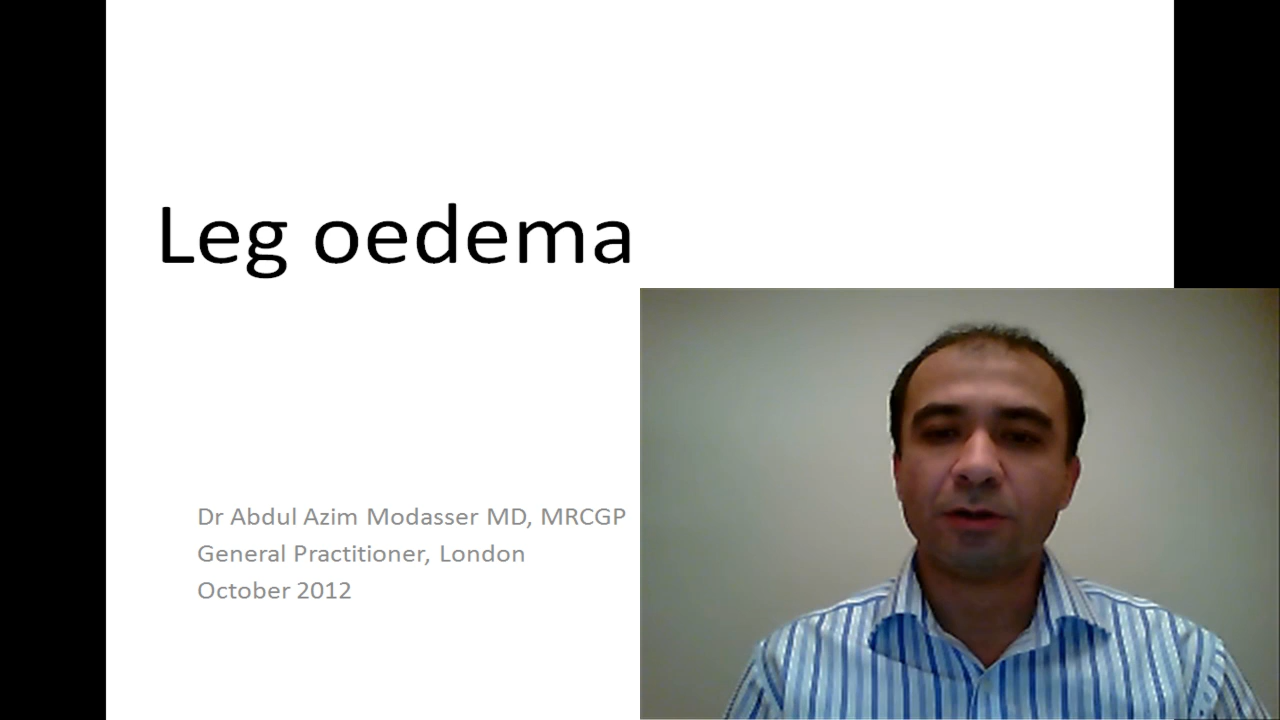 Leg oedema
Dr Abdul Azim Modasser MD, MRCGP
General Practitioner, London
October 2012